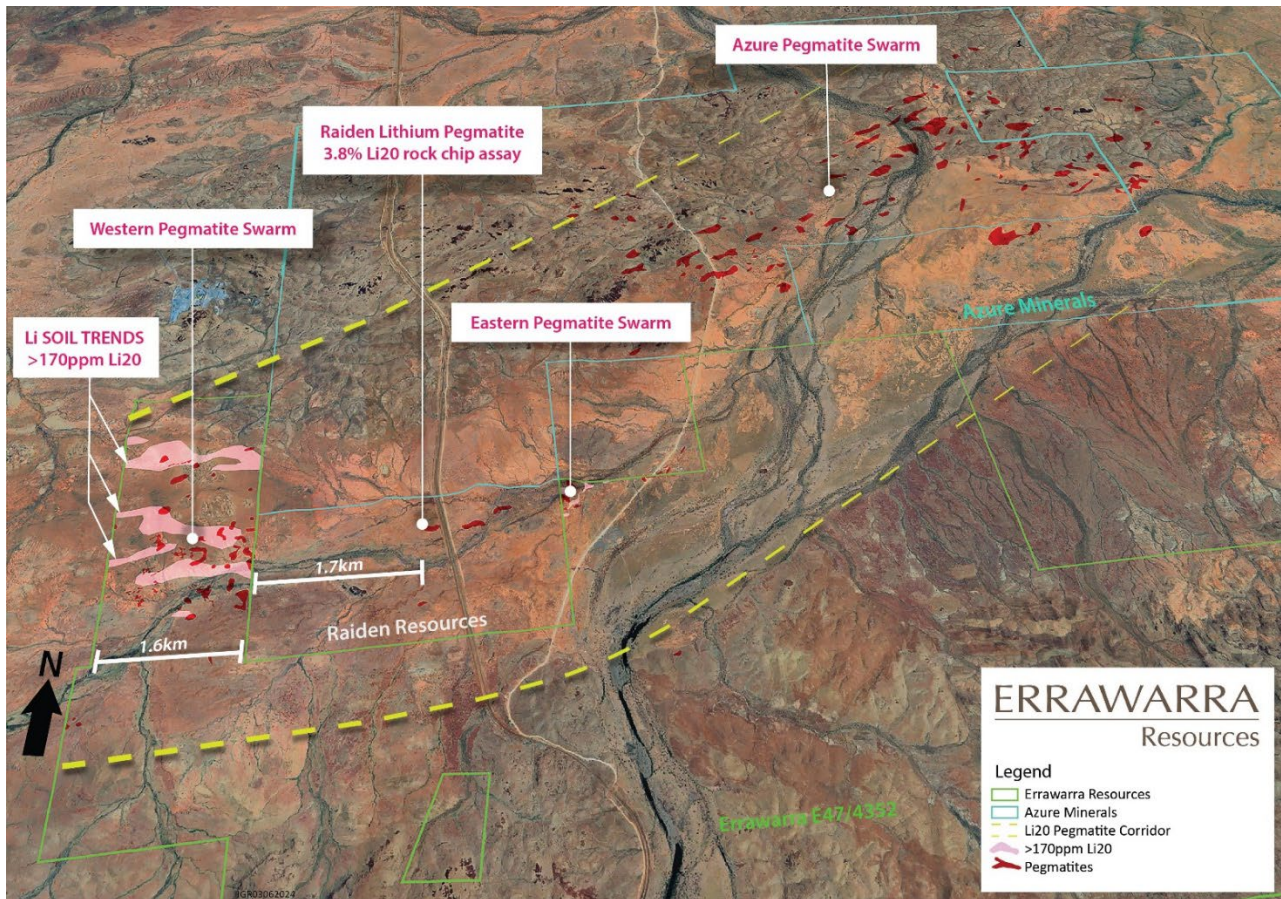 Azure Pegmatite Swarm
Raiden Lithium Pegmatite
3.8% Li20 rock chip assay
Western Pegmatite Swarm
Li SOIL TRENDS
>170ppm Li20
Eastern Pegmatite Swarm
Azure Minerals
1.7km
Raiden Resources
1.6km
N
Errawarra E47/4352
ERRAWARRA
Resources
Legend
Errawarra Resources
Azure Minerals
Li20 Pegmatite Corridor
>170ppm Li20
Pegmatites